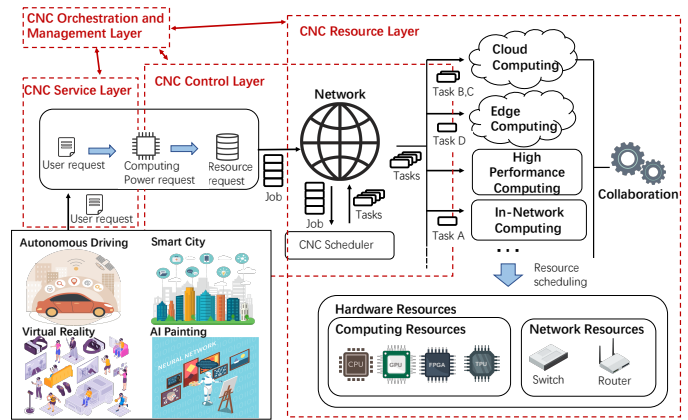 CNC Orchestration and
Management Layer
CNC Resource Layer
CNC Service Layer
CNC Control Layer
User request
Computing
Power request
Resource
request
User request
Job
Network
Job
Tasks
CNC Scheduler
Tasks
Cloud
Computing
Task B,C
Edge
Computing
Task D
High
Performance
Computing
In-Network
Computing
Task A
...
Collaboration
Resource
scheduling
Autonomous Driving
Smart City
Virtual Reality
AI Painting
NEURAL NETWORK
Hardware Resources
Computing Resources
CPU
GPU
FPGA
TPU
Network Resources
Switch
Router